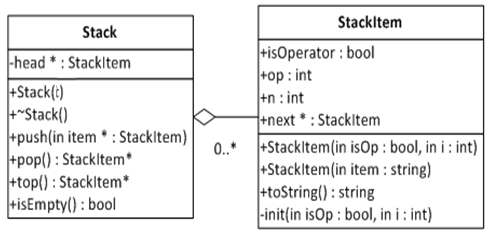 Stack
-head * : StackItem
+Stack()
+~Stack()
+push(in item * : StackItem)
+pop() : StackItem*
+top() : StackItem*
+isEmpty() : bool
0..*
StackItem
+isOperator : bool
+op : int
+n : int
+next * : StackItem
+StackItem(in isOp : bool, in i : int)
+StackItem(in item : string)
+toString() : string
-init(in isOp : bool, in i : int)